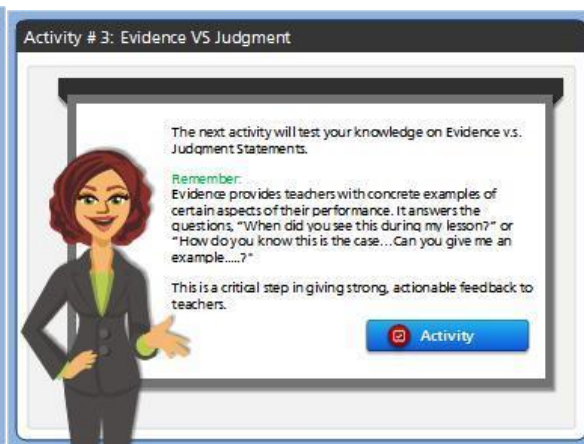 Activity # 3: Evidence VS Judgment
The next activity will test your knowledge on Evidence v.s.
Judgment Statements.
Remember:
Evidence provides teachers with concrete examples of
certain aspects of their performance. It answers the
questions, “When did you see this during my lesson?” or
“How do you know this is the case...Can you give me an
example.....?"
This is a critical step in giving strong, actionable feedback to
teachers.
Activity